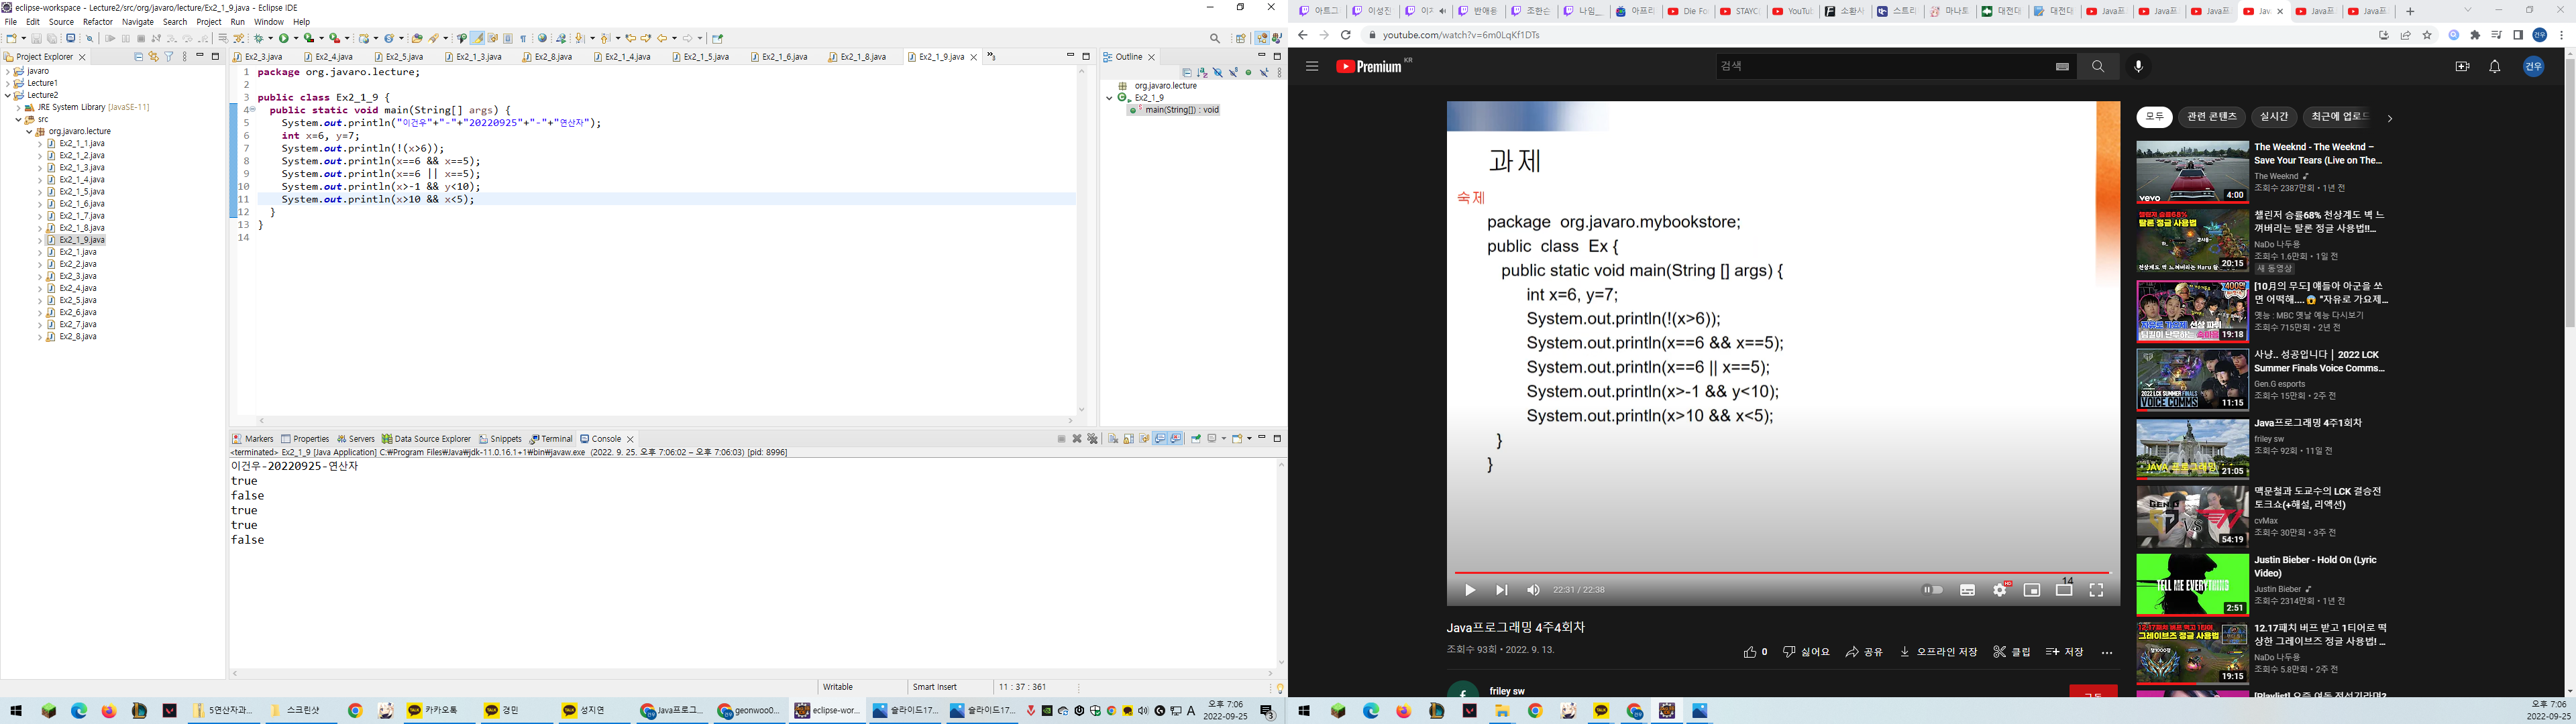 eclipse-workspace - Lecture2/src/org/javaro/lecture/Ex2_1_9.java - Eclipse IDE
File Edit Source Refactor Navigate Search Project Run Window Help
Project Explorer
javaro
Lecture1
Lecture2
JRE System Library [JavaSE-11]
src
org.javaro.lecture
Ex2_1_1.java
Ex2_1_2.java
Ex2_1_3.java
Ex2_1_4.java
Ex2_1_5.java
Ex2_1_6.java
Ex2_1_7.java
Ex2_1_8.java
Ex2_1_9.java
Ex2_1.java
Ex2_2.java
Ex2_3.java
Ex2_4.java
Ex2_5.java
Ex2_6.java
Ex2_7.java
Ex2_8.java
Ex2_3.java Ex2_4.java Ex2_5.java Ex2_1_3.java Ex2_8.java Ex2_1_4.java Ex2_1_5.java Ex2_1_6.java Ex2_1_8.java Ex2_1_9.java
1 package org.javaro.lecture;
2
3 public class Ex2_1_9 {
4 public static void main(String[] args) {
5 System.out.println("이건우"+"-"+"20220925"+"-"+"연산자");
6 int x=6, y=7;
7 System.out.println(!(x>6));
8 System.out.println(x==6 && x==5);
9 System.out.println(x==6 || x==5);
10 System.out.println(x>-1 && y<10);
11 System.out.println(x>10 && x<5);
12 }
13 }
14
Outline
org.javaro.lecture
Ex2_1_9
main(String[]) : void
Markers Properties Servers Data Source Explorer Snippets Terminal Console
<terminated> Ex2_1_9 [Java Application] C:₩Program Files₩Java₩jdk-11.0.16.1+1₩bin₩javaw.exe (2022. 9. 25. 오후 7:06:02 – 오후 7:06:03) [pid: 8996]
이건우-20220925-연산자
true
false
true
true
false
Writable Smart Insert 11 : 37 : 361
5연산자과... 스크린샷 카카오톡 경민 성지연 Java프로그... geonwoo0... eclipse-wor... 슬라이드17... 슬라이드17...
A 오후 7:06
2022-09-25
youtube.com/watch?v=6m0LqKf1DTs
Premium KR
검색
건우
과제
숙제
package org.javaro.mybookstore;
public class Ex {
public static void main(String [] args) {
int x=6, y=7;
System.out.println(!(x>6));
System.out.println(x==6 && x==5);
System.out.println(x==6 || x==5);
System.out.println(x>-1 && y<10);
System.out.println(x>10 && x<5);
}
}
14
22:31 / 22:38
Java프로그래밍 4주4회차
조회수 93회 • 2022. 9. 13.
0 싫어요 공유 오프라인 저장 클립 저장
friley sw
모두 관련 콘텐츠 실시간 최근에 업로드
The Weeknd - The Weeknd –
Save Your Tears (Live on The...
The Weeknd
조회수 2387만회 • 1년 전
vevo 4:00
챌린저 승률68% 천상계도 벽 느
껴버리는 탈론 정글 사용법!!...
NaDo 나두용
조회수 1.6만회 • 1일 전
새 동영상
20:15
[10月의 무도] 얘들아 아군을 쏘
면 어떡해.... "자유로 가요제...
옛능 : MBC 옛날 예능 다시보기
조회수 715만회 • 2년 전
19:18
사냥.. 성공입니다 | 2022 LCK
Summer Finals Voice Comms...
Gen.G esports
조회수 15만회 • 2주 전
VOICE COMMS 11:15
Java프로그래밍 4주1회차
friley sw
조회수 92회 • 11일 전
21:05
맥문철과 도교수의 LCK 결승전
토크쇼(+해설, 리액션)
cvMax
조회수 30만회 • 3주 전
VS 54:19
Justin Bieber - Hold On (Lyric
Video)
Justin Bieber
조회수 2314만회 • 1년 전
TELL ME EVERYTHING 2:51
12.17패치 버프 받고 1티어로 떡
상한 그레이브즈 정글 사용법! ...
NaDo 나두용
조회수 5.8만회 • 2주 전
19:15
오후 7:06
2022-09-25